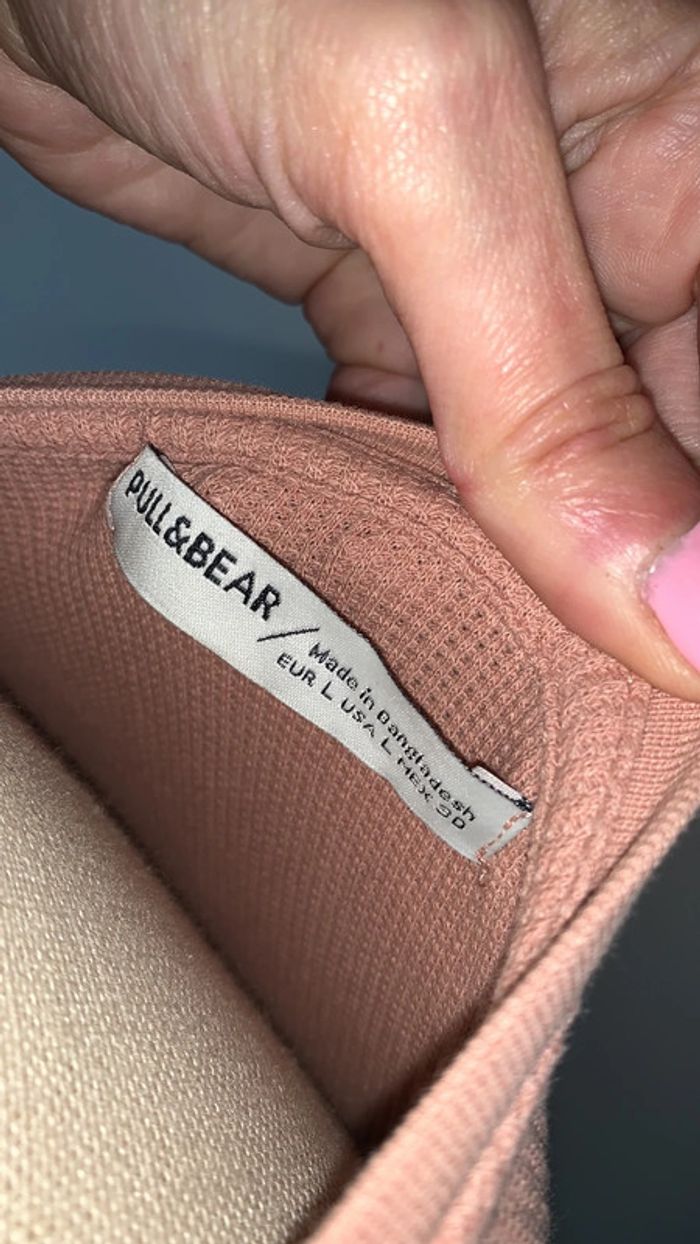 PULL&BEAR
Made in Bangladesh
EUR L USA L MEX 30